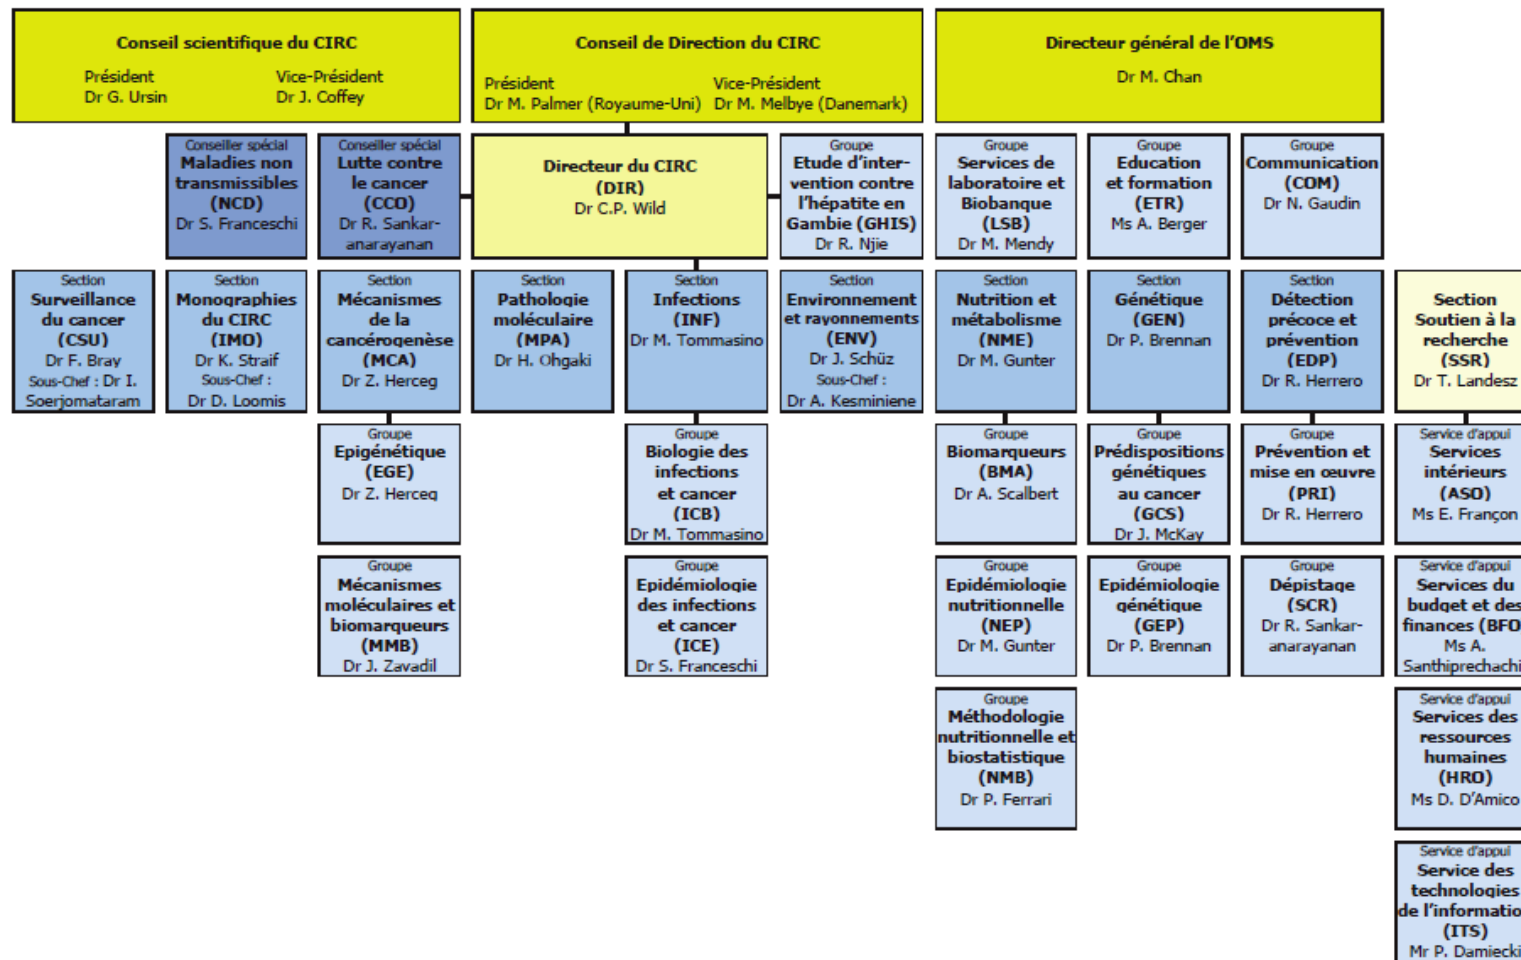 Conseil scientifique du CIRC
Président
Vice-Président
Dr G. Ursin
Dr J. Coffey
Conseil de Direction du CIRC
Président
Vice-Président
Dr M. Palmer (Royaume-Uni)
Dr M. Melbye (Danemark)
Directeur général de l'OMS
Dr M. Chan
Conseiller spécial
Maladies non
transmissibles
(NCD)
Dr S. Franceschi
Conseiller spécial
Lutte contre
le cancer
(CCO)
Dr R. Sankar-
anarayanan
Directeur du CIRC
(DIR)
Dr C.P. Wild
Groupe
Etude d'inter-
vention contre
l'hépatite en
Gambie (GHIS)
Dr R. Njie
Groupe
Services de
laboratoire et
Biobanque
(LSB)
Dr M. Mendy
Groupe
Education
et formation
(ETR)
Ms A. Berger
Groupe
Communication
(COM)
Dr N. Gaudin
Section
Surveillance
du cancer
(CSU)
Dr F. Bray
Sous-Chef : Dr I.
Soerjomataram
Section
Monographies
du CIRC
(IMO)
Dr K. Straif
Sous-Chef :
Dr D. Loomis
Section
Mécanismes
de la
cancérogenèse
(MCA)
Dr Z. Herceg
Section
Pathologie
moléculaire
(MPA)
Dr H. Ohgaki
Section
Infections
(INF)
Dr M. Tommasino
Section
Environnement
et rayonnements
(ENV)
Dr J. Schüz
Sous-Chef :
Dr A. Kesminiene
Section
Nutrition et
métabolisme
(NME)
Dr M. Gunter
Section
Génétique
(GEN)
Dr P. Brennan
Section
Détection
précoce et
prévention
(EDP)
Dr R. Herrero
Section
Soutien à la
recherche
(SSR)
Dr T. Landesz
Groupe
Epigénétique
(EGE)
Dr Z. Herceg
Groupe
Biologie des
infections
et cancer
(ICB)
Dr M. Tommasino
Groupe
Biomarqueurs
(BMA)
Dr A. Scalbert
Groupe
Prédispositions
génétiques
au cancer
(GCS)
Dr J. McKay
Groupe
Prévention et
mise en œuvre
(PRI)
Dr R. Herrero
Service d'appui
Services
intérieurs
(ASO)
Ms E. Françon
Groupe
Mécanismes
moléculaires et
biomarqueurs
(MMB)
Dr J. Zavadil
Groupe
Epidémiologie
des infections
et cancer
(ICE)
Dr S. Franceschi
Groupe
Epidémiologie
nutritionnelle
(NEP)
Dr M. Gunter
Groupe
Epidémiologie
génétique
(GEP)
Dr P. Brennan
Groupe
Dépistage
(SCR)
Dr R. Sankar-
anarayanan
Service d'appui
Services du
budget et des
finances (BFO
Ms A.
Santhiprechachi
Groupe
Méthodologie
nutritionnelle et
biostatistique
(NMB)
Dr P. Ferrari
Service d'appui
Services des
ressources
humaines
(HRO)
Ms D. D'Amico
Service d'appui
Service des
technologies
de l'informatio
(ITS)
Mr P. Damiecki